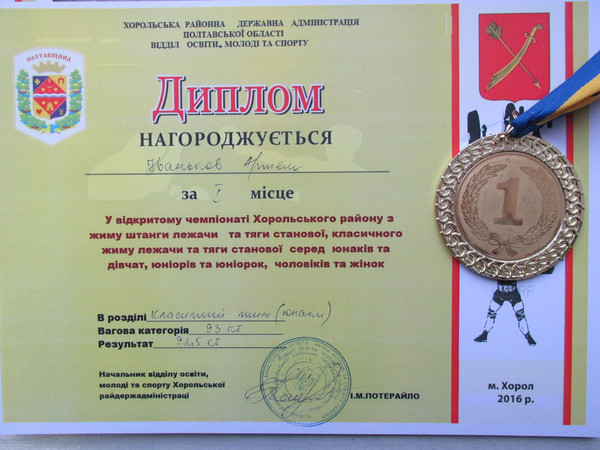 ХОРОЛЬСЬКА РАЙОННА ДЕРЖАВНА АДМІНІСТРАЦІЯ
ПОЛТАВСЬКОЇ ОБЛАСТІ
ВІДДІЛ ОСВІТИ, МОЛОДІ ТА СПОРТУ
ПОЛТАВЩИНА
Диплом
НАГОРОДЖУЄТЬСЯ
Іваньков Артем
за І місце
У відкритому чемпіонаті Хорольського району з
жиму штанги лежачи та тяги станової, класичного
жиму лежачи та тяги станової серед юнаків та
дівчат, юніорів та юніорок, чоловіків та жінок
В розділі Класичний жим (юнаки)
Вагова категорія 93 кг
Результат 92,5 кг
Начальник відділу освіти,
молоді та спорту Хорольської
райдержадміністраці
І.М.ПОТЕРАЙЛО
1
м. Хорол
2016 р.